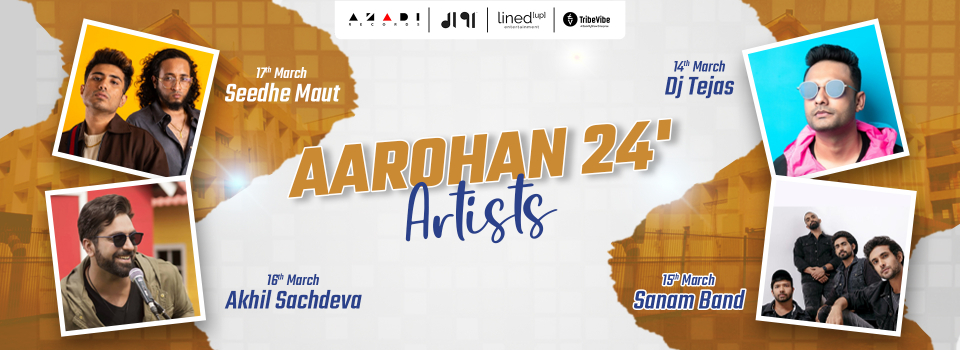 AZADI
RECORDS
lined up!
entertainment
TribeVibe
17th March
Seedhe Maut
14th March
Dj Tejas
AAROHAN 24'
Artists
16th March
Akhil Sachdeva
15th March
Sanam Band